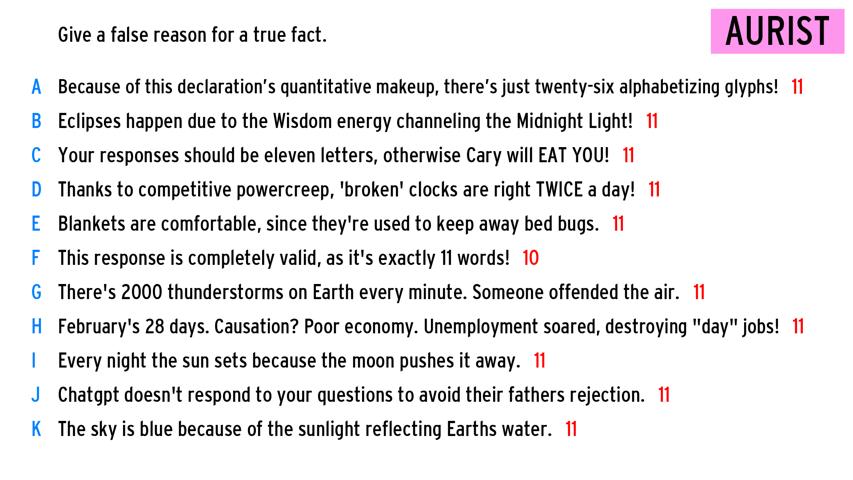 Give a false reason for a true fact.
AURIST
A Because of this declaration's quantitative makeup, there's just twenty-six alphabetizing glyphs! 11
B Eclipses happen due to the Wisdom energy channeling the Midnight Light! 11
C Your responses should be eleven letters, otherwise Cary will EAT YOU! 11
D Thanks to competitive powercreep, 'broken' clocks are right TWICE a day! 11
E Blankets are comfortable, since they're used to keep away bed bugs. 11
F This response is completely valid, as it's exactly 11 words! 10
G There's 2000 thunderstorms on Earth every minute. Someone offended the air. 11
H February's 28 days. Causation? Poor economy. Unemployment soared, destroying "day" jobs! 11
I Every night the sun sets because the moon pushes it away. 11
J Chatgpt doesn't respond to your questions to avoid their fathers rejection. 11
K The sky is blue because of the sunlight reflecting Earths water. 11